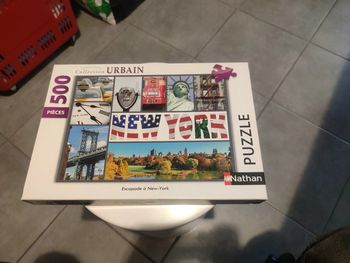 Collection URBAIN
500
PIÈCES
NEW YORK
PUZZLE
Nathan
Escapade à New-York